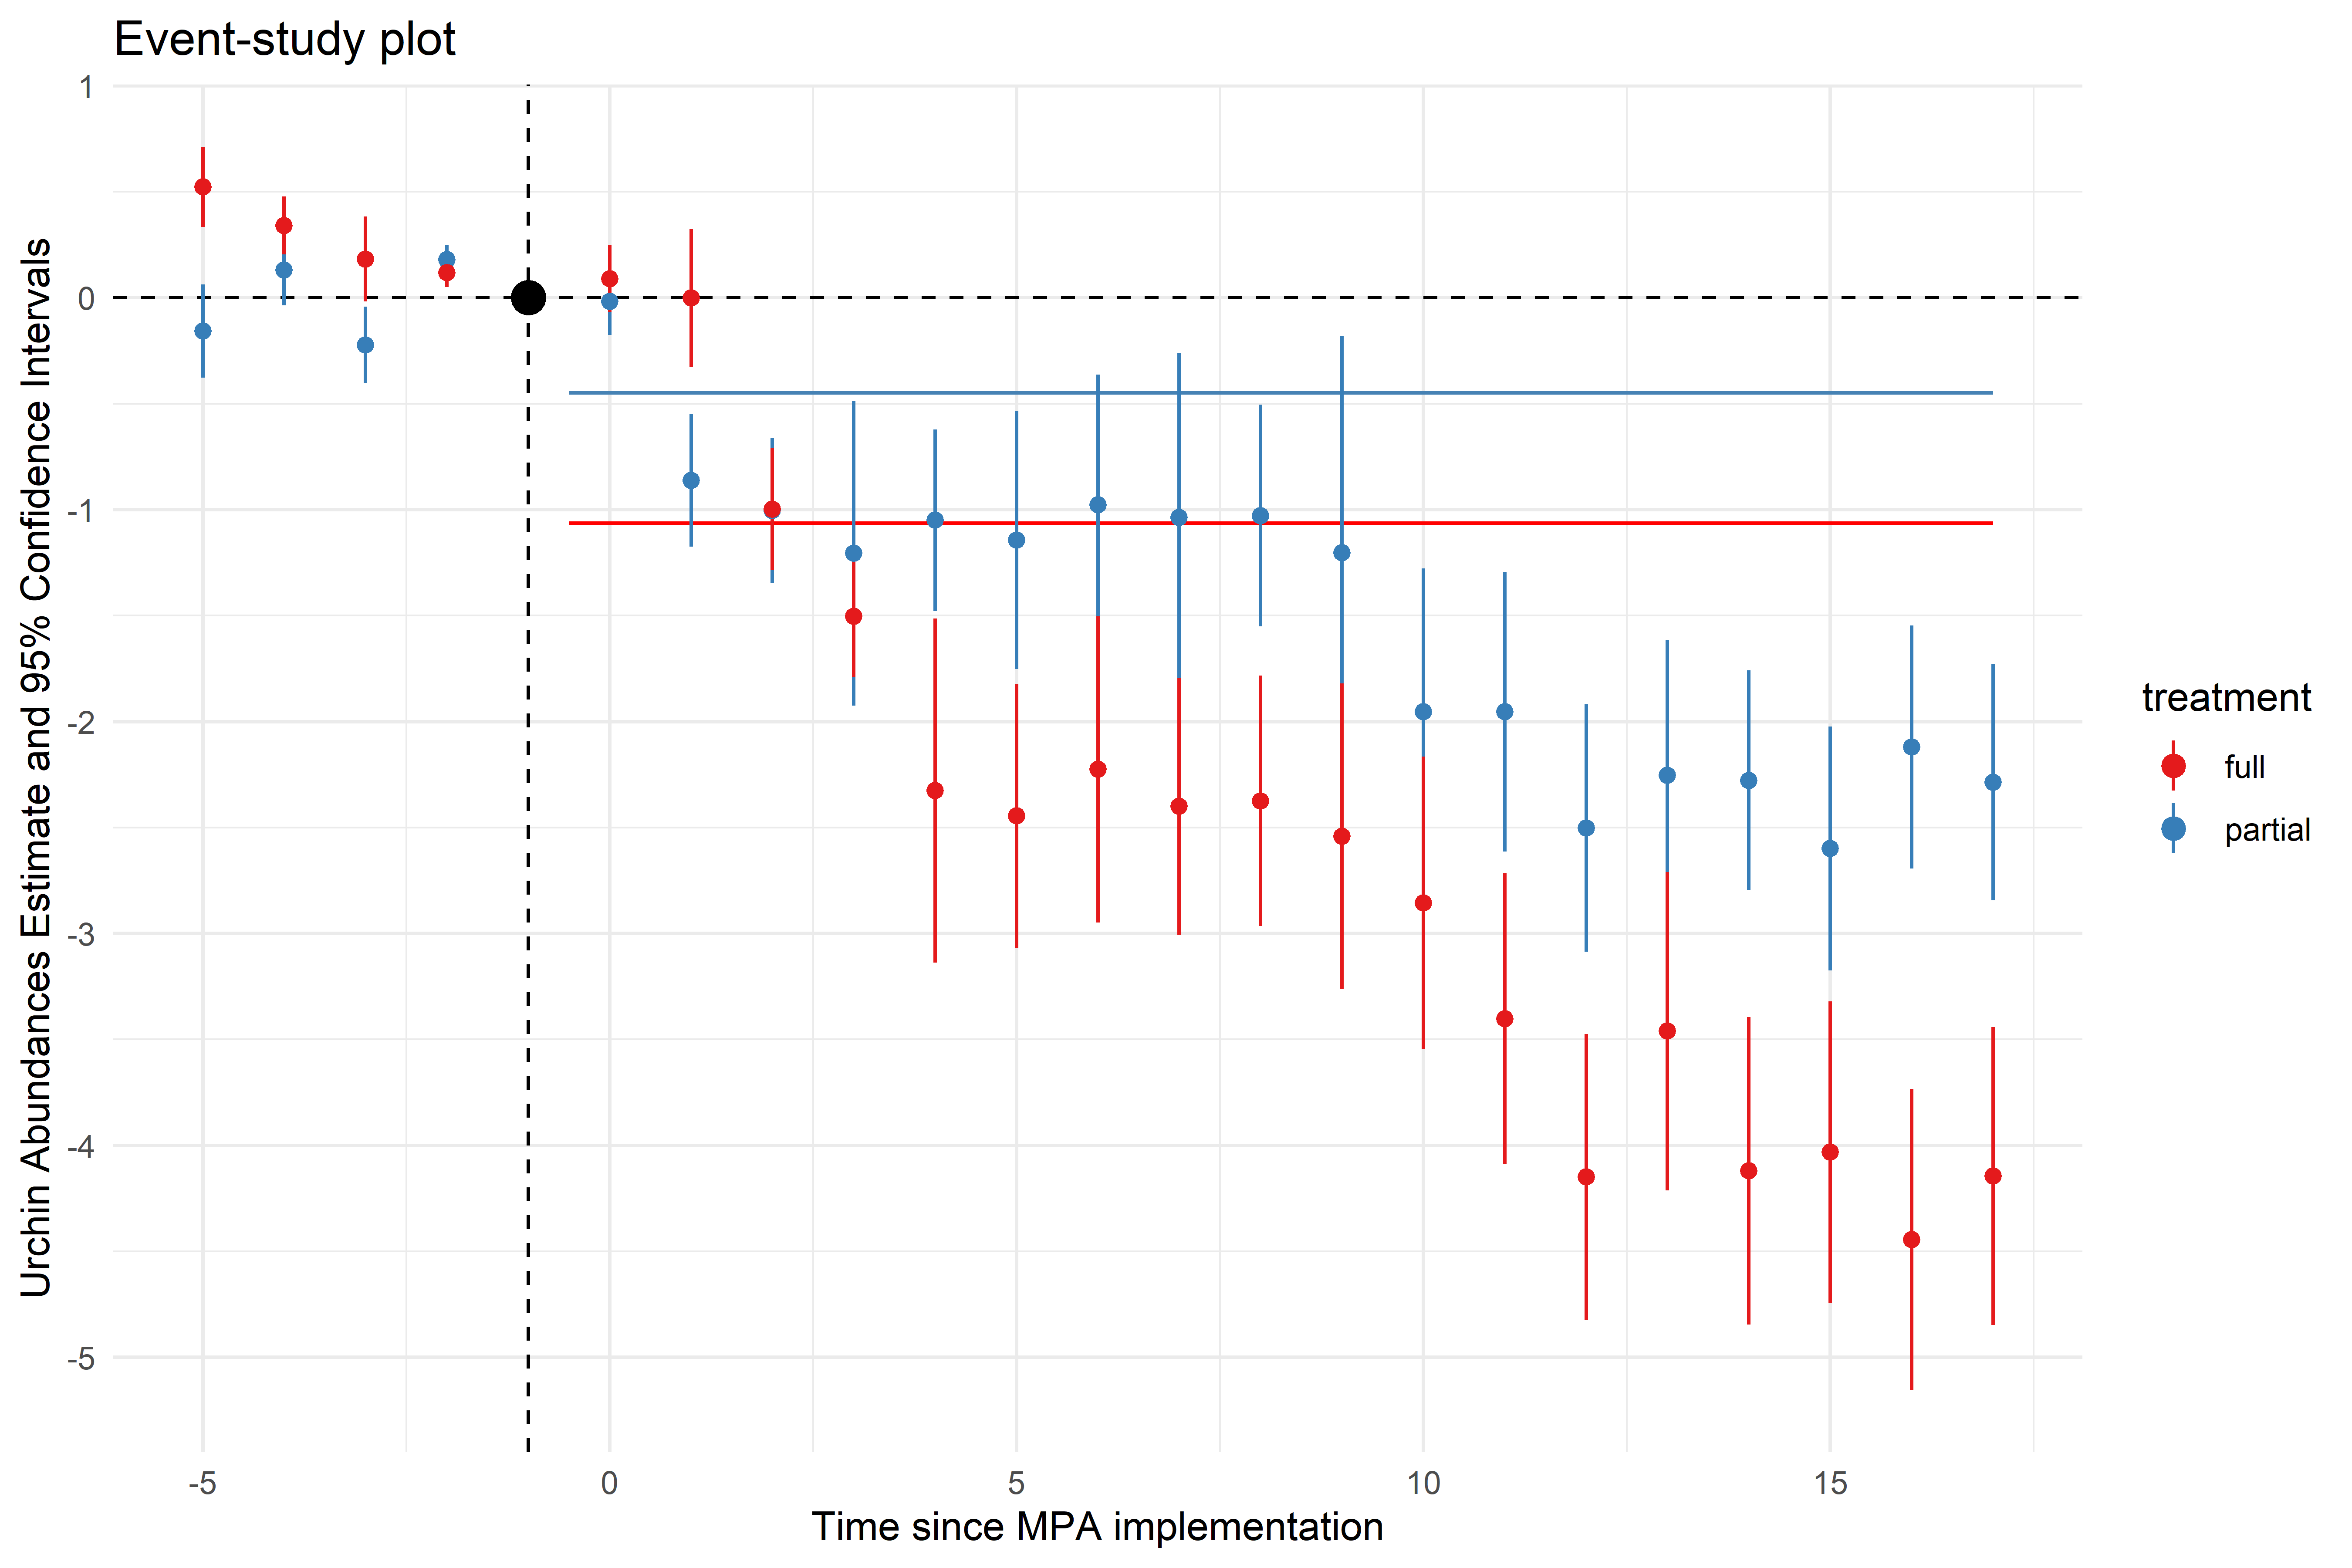 Event-study plot
Urchin Abundances Estimate and 95% Confidence Intervals
1
0
-1
-2
-3
-4
-5
-5
0
5
10
15
Time since MPA implementation
treatment
full
partial